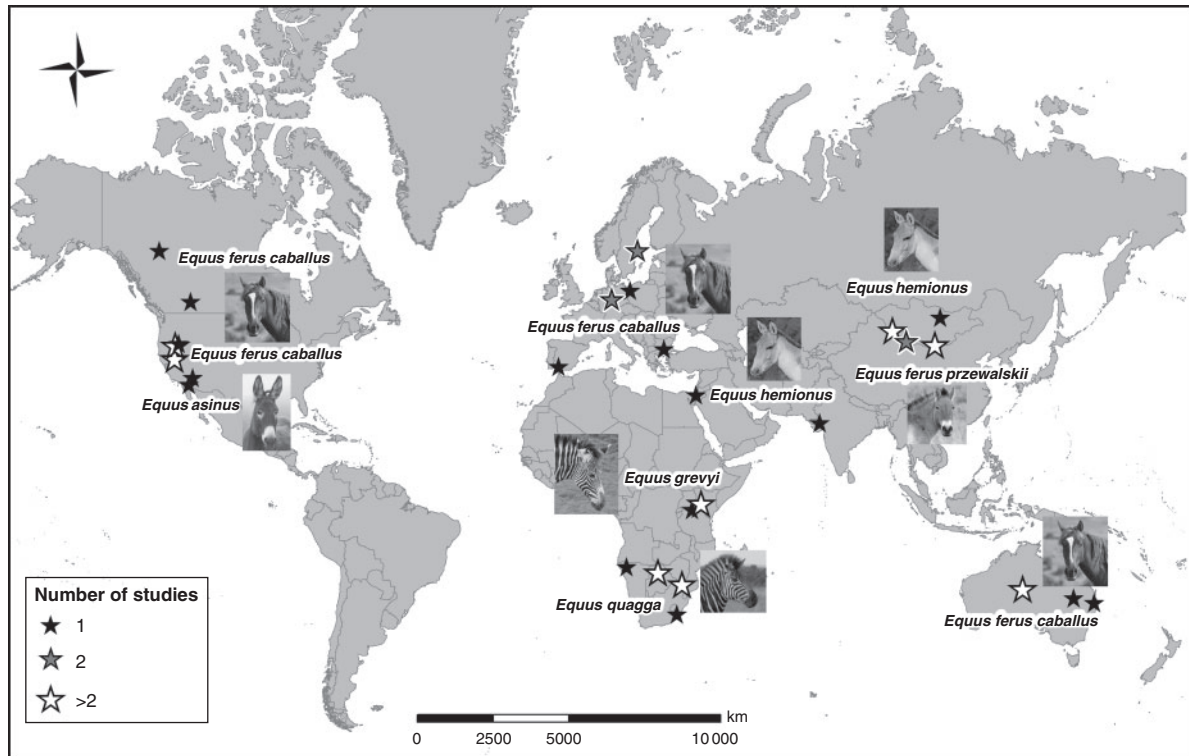 Equus ferus caballus
Equus hemionus
Equus ferus caballus
Equus ferus caballus
Equus ferus przewalskii
Equus asinus
Equus hemionus
Equus grevyi
Equus quagga
Equus ferus caballus
Number of studies
1
2
>2
km
0 2500 5000 10 000